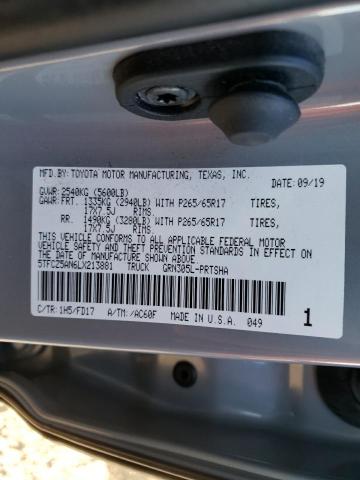 MFD.BY:TOYOTA MOTOR MANUFACTURING, TEXAS, INC. DATE: 09/19
GVWR:2540KG (5600LB)
GAWR:FRT. 1335KG (2940LB) WITH P265/65R17 TIRES,
17X7.5J RIMS.
RR. 1490KG (3280LB) WITH P265/65R17 TIRES,
17X7.5J RIMS.
THIS VEHICLE CONFORMS TO ALL APPLICABLE FEDERAL MOTOR
VEHICLE SAFETY AND THEFT PREVENTION STANDARDS IN EFFECT ON
THE DATE OF MANUFACTURE SHOWN ABOVE.
5TFCZ5AN6LX213881 TRUCK GRN305L-PRTSHA
C/TR:1H5/FD17 A/TM:/AC60F MADE IN U.S.A. 049 1